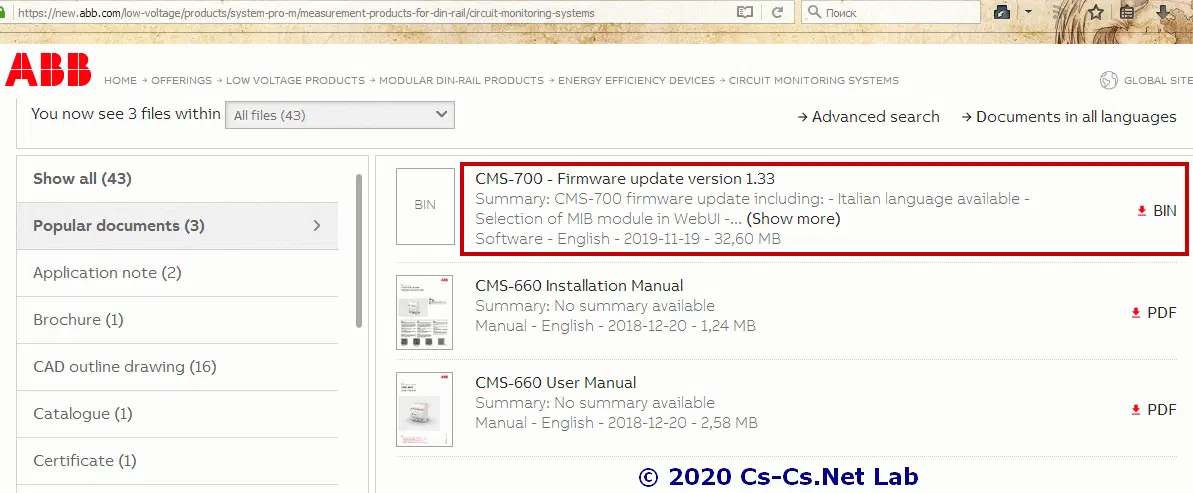 https://new.abb.com/low-voltage/products/system-pro-m/measurement-products-for-din-rail/circuit-monitoring-systems
Поиск
ABB
HOME → OFFERINGS → LOW VOLTAGE PRODUCTS → MODULAR DIN-RAIL PRODUCTS → ENERGY EFFICIENCY DEVICES → CIRCUIT MONITORING SYSTEMS
GLOBAL SITE
You now see 3 files within
All files (43)
→ Advanced search
→ Documents in all languages
Show all (43)
Popular documents (3)
Application note (2)
Brochure (1)
CAD outline drawing (16)
Catalogue (1)
Certificate (1)
BIN
CMS-700 - Firmware update version 1.33
Summary: CMS-700 firmware update including: - Italian language available -
Selection of MIB module in WebUI -... (Show more)
Software - English - 2019-11-19 - 32,60 MB
BIN
CMS-660 Installation Manual
Summary: No summary available
Manual - English - 2018-12-20 - 1,24 MB
PDF
CMS-660 User Manual
Summary: No summary available
Manual - English - 2018-12-20 - 2,58 MB
PDF
© 2020 Cs-Cs.Net Lab